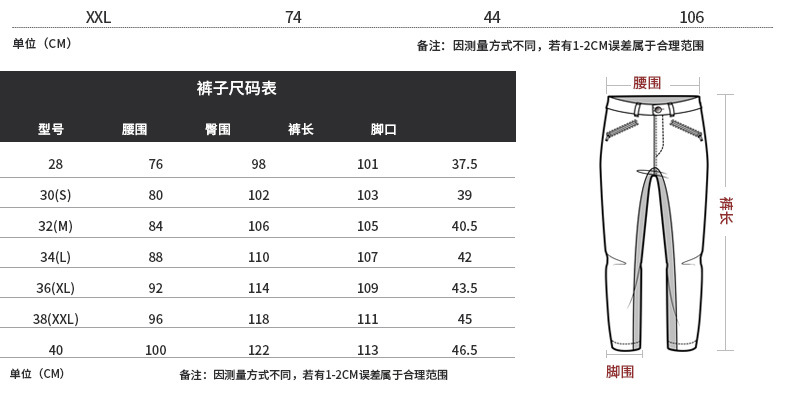 XXL 74 44 106
单位（CM） 备注：因测量方式不同，若有1-2CM误差属于合理范围
裤子尺码表
型号 腰围 臀围 裤长 脚口
28 76 98 101 37.5
30(S) 80 102 103 39
32(M) 84 106 105 40.5
34(L) 88 110 107 42
36(XL) 92 114 109 43.5
38(XXL) 96 118 111 45
40 100 122 113 46.5
单位（CM） 备注：因测量方式不同，若有1-2CM误差属于合理范围
腰围
裤长
脚围